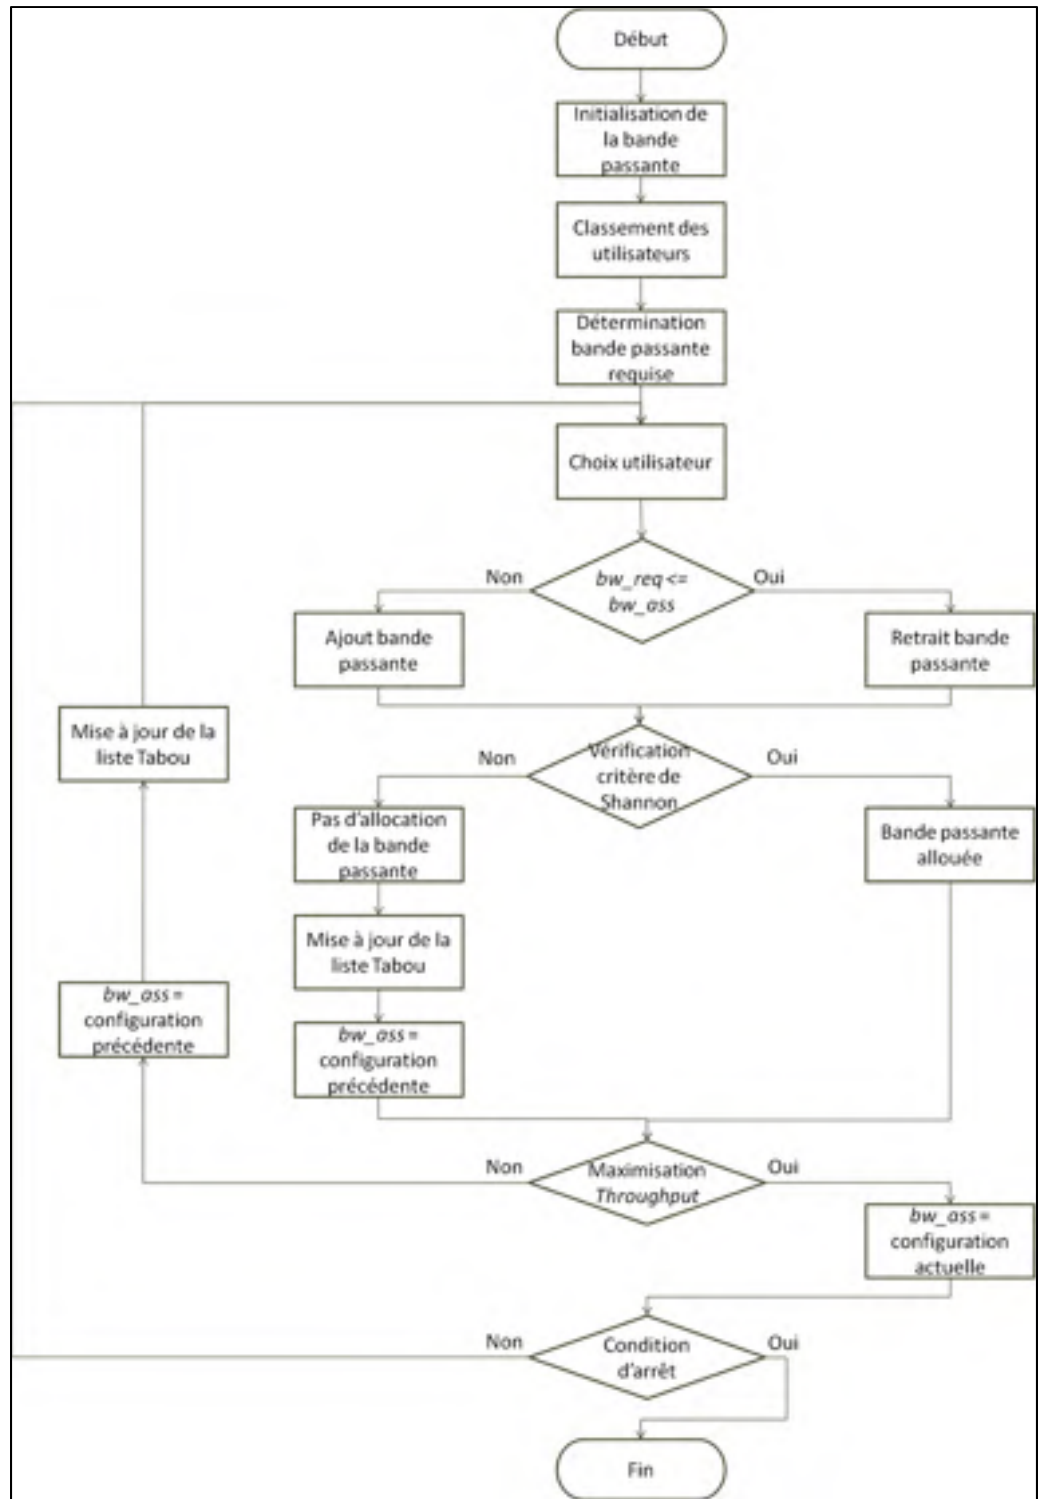 Début
Initialisation de
la bande
passante
Classement des
utilisateurs
Détermination
bande passante
requise
Choix utilisateur
bw_req <=
bw_ass
Non
Oui
Ajout bande
passante
Retrait bande
passante
Mise à jour de la
liste Tabou
Vérification
critère de
Shannon
Non
Oui
Pas d'allocation
de la bande
passante
Bande passante
allouée
Mise à jour de la
liste Tabou
bw_ass =
configuration
précédente
bw_ass =
configuration
précédente
Maximisation
Throughput
Non
Oui
bw_ass =
configuration
actuelle
Condition
d'arrêt
Non
Oui
Fin